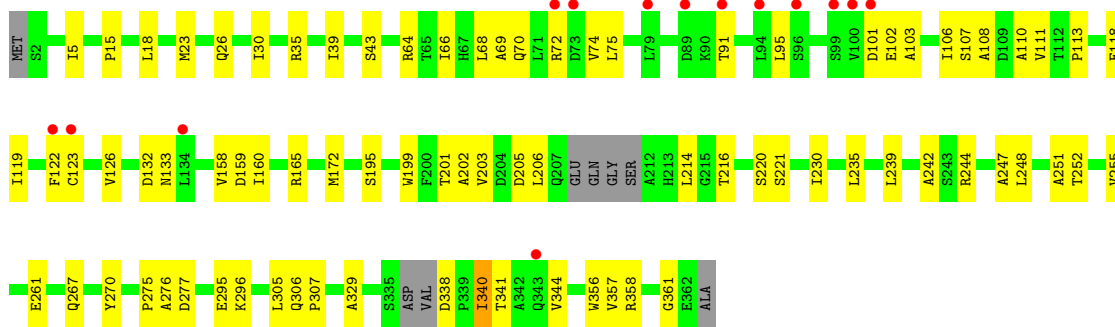 MET S2 I5 P15 L18 M23 Q26 I30 R35 I39 S43 R64 T65 I66 H67 L68 A69 Q70 L71 R72 D73 V74 L75 L79 D89 K90 T91 L94 L95 S96 S99 V100 D101 E102 A103 I106 S107 A108 D109 A110 V111 T112 P113
I119 F122 C123 V126 D132 N133 L134 V158 D159 I160 R165 M172 S195 W199 F200 T201 A202 V203 D204 D205 L206 Q207 GLU GLN GLY SER A212 H213 L214 G215 T216 S220 S221 I230 L235 L239 A242 S243 R244 A247 L248 A251 T252
E261 Q267 Y270 P275 A276 D277 E295 K296 L305 Q306 P307 A329 S335 ASP VAL D338 P339 I340 T341 A342 Q343 V344 W356 V357 R358 G361 E362 ALA